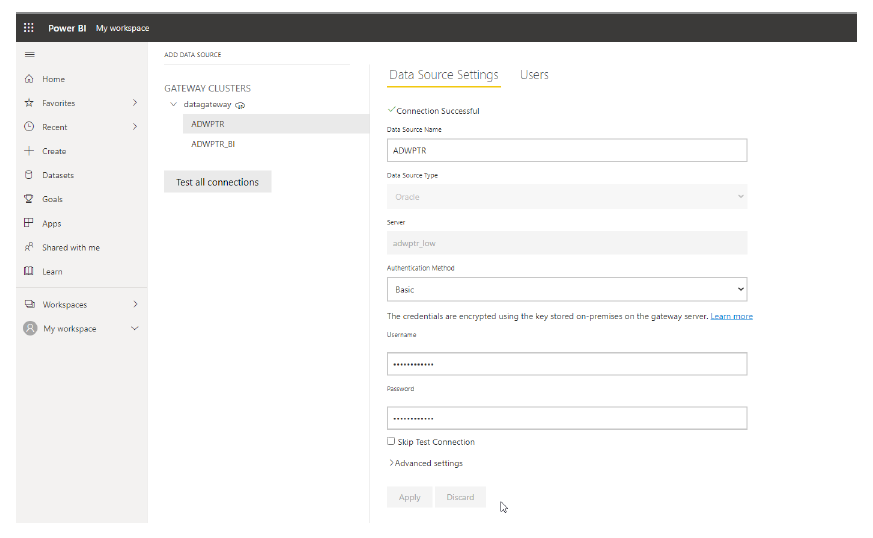 Power BI My workspace
Home
Favorites
Recent
Create
Datasets
Goals
Apps
Shared with me
Learn
Workspaces
My workspace
ADD DATA SOURCE
GATEWAY CLUSTERS
datagateway
ADWPTR
ADWPTR_BI
Test all connections
Data Source Settings Users
Connection Successful
Data Source Name
ADWPTR
Data Source Type
Oracle
Server
adwptr_low
Authentication Method
Basic
The credentials are encrypted using the key stored on-premises on the gateway server. Learn more
Username
••••••••••••
Password
••••••••••••
Skip Test Connection
Advanced settings
Apply Discard